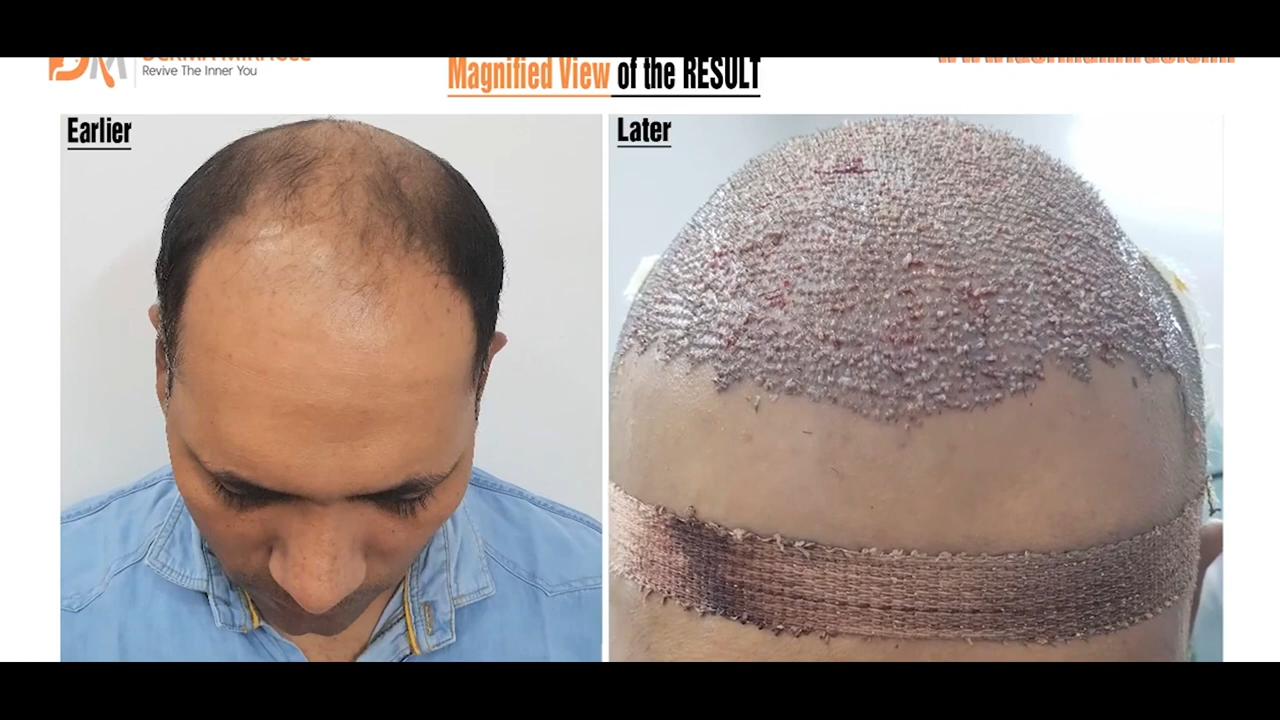 Revive The Inner You
Magnified View of the RESULT
Earlier
Later